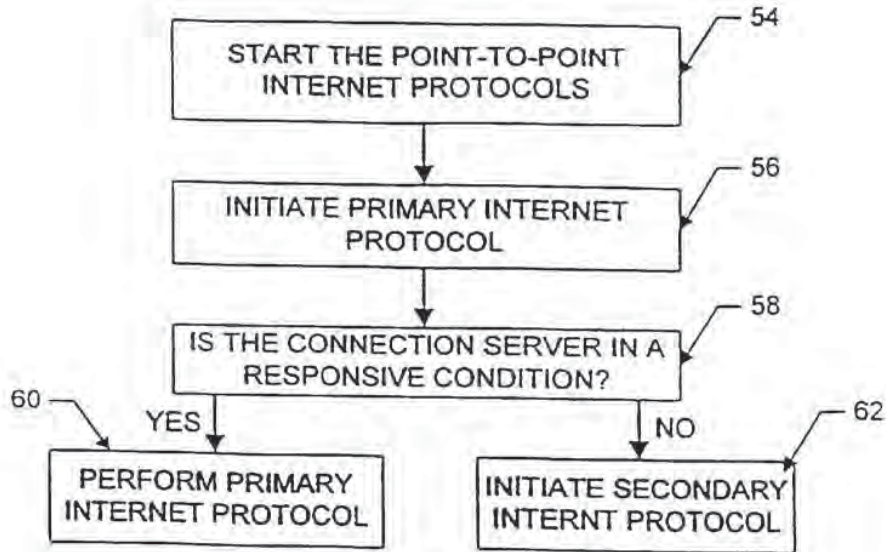 54
START THE POINT-TO-POINT
INTERNET PROTOCOLS
56
INITIATE PRIMARY INTERNET
PROTOCOL
58
IS THE CONNECTION SERVER IN A
RESPONSIVE CONDITION?
60
YES
NO
62
PERFORM PRIMARY
INTERNET PROTOCOL
INITIATE SECONDARY
INTERNT PROTOCOL